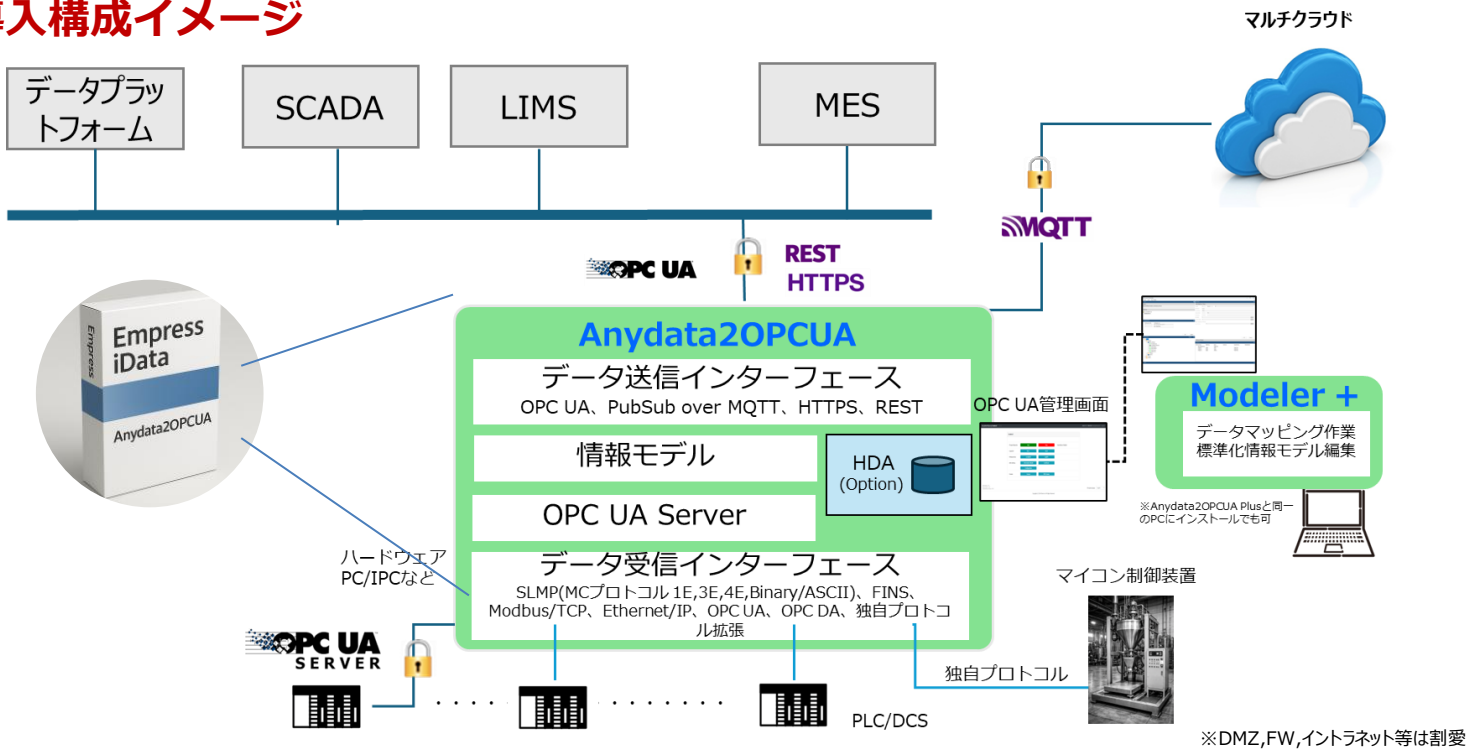 導入構成イメージ
マルチクラウド
データプラッ
トフォーム
SCADA
LIMS
MES
MQTT
OPC UA
REST
HTTPS
Empress
Empress
iData
Anydata2OPCUA
Anydata2OPCUA
データ送信インターフェース
OPC UA、PubSub over MQTT、HTTPS、REST
情報モデル
HDA
(Option)
OPC UA Server
データ受信インターフェース
SLMP(MCプロトコル 1E,3E,4E,Binary/ASCII)、FINS、
Modbus/TCP、Ethernet/IP、OPC UA、OPC DA、独自プロトコ
ル拡張
OPC UA管理画面
Modeler +
データマッピング作業
標準化情報モデル編集
※Anydata2OPCUA Plusと同一
のPCにインストールでも可
ハードウェア
PC/IPCなど
OPC UA
SERVER
マイコン制御装置
独自プロトコル
PLC/DCS
※DMZ,FW,イントラネット等は割愛